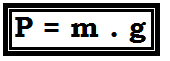 P = m . g